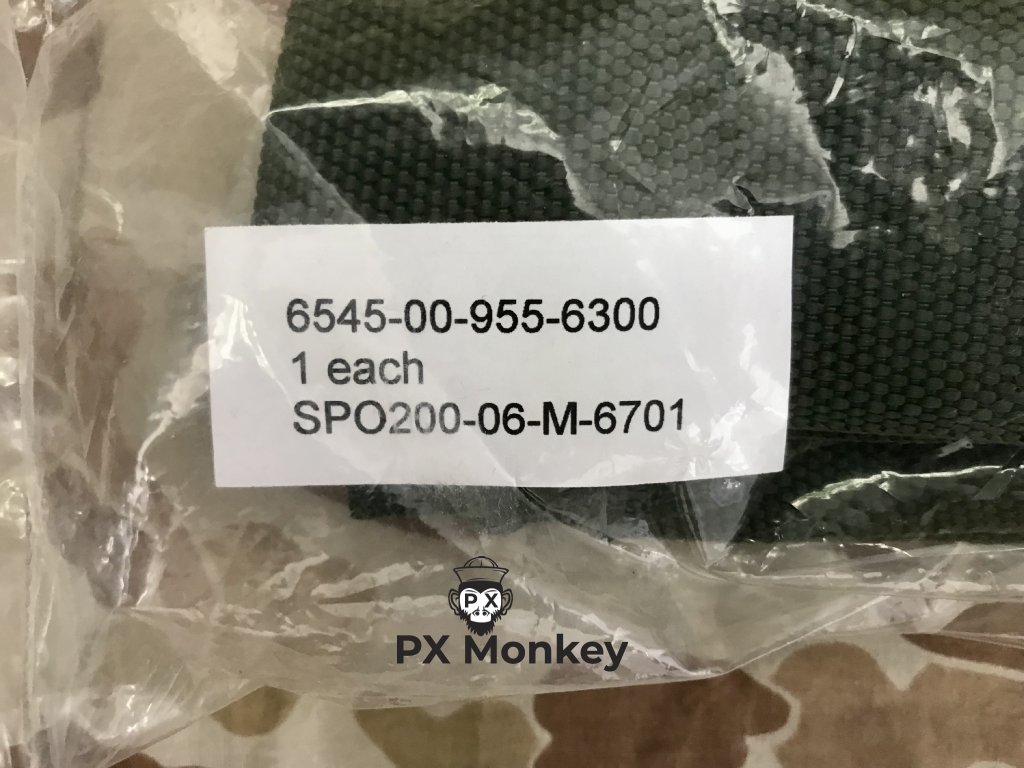 6545-00-955-6300
1 each
SPO200-06-M-6701
PX
PX Monkey